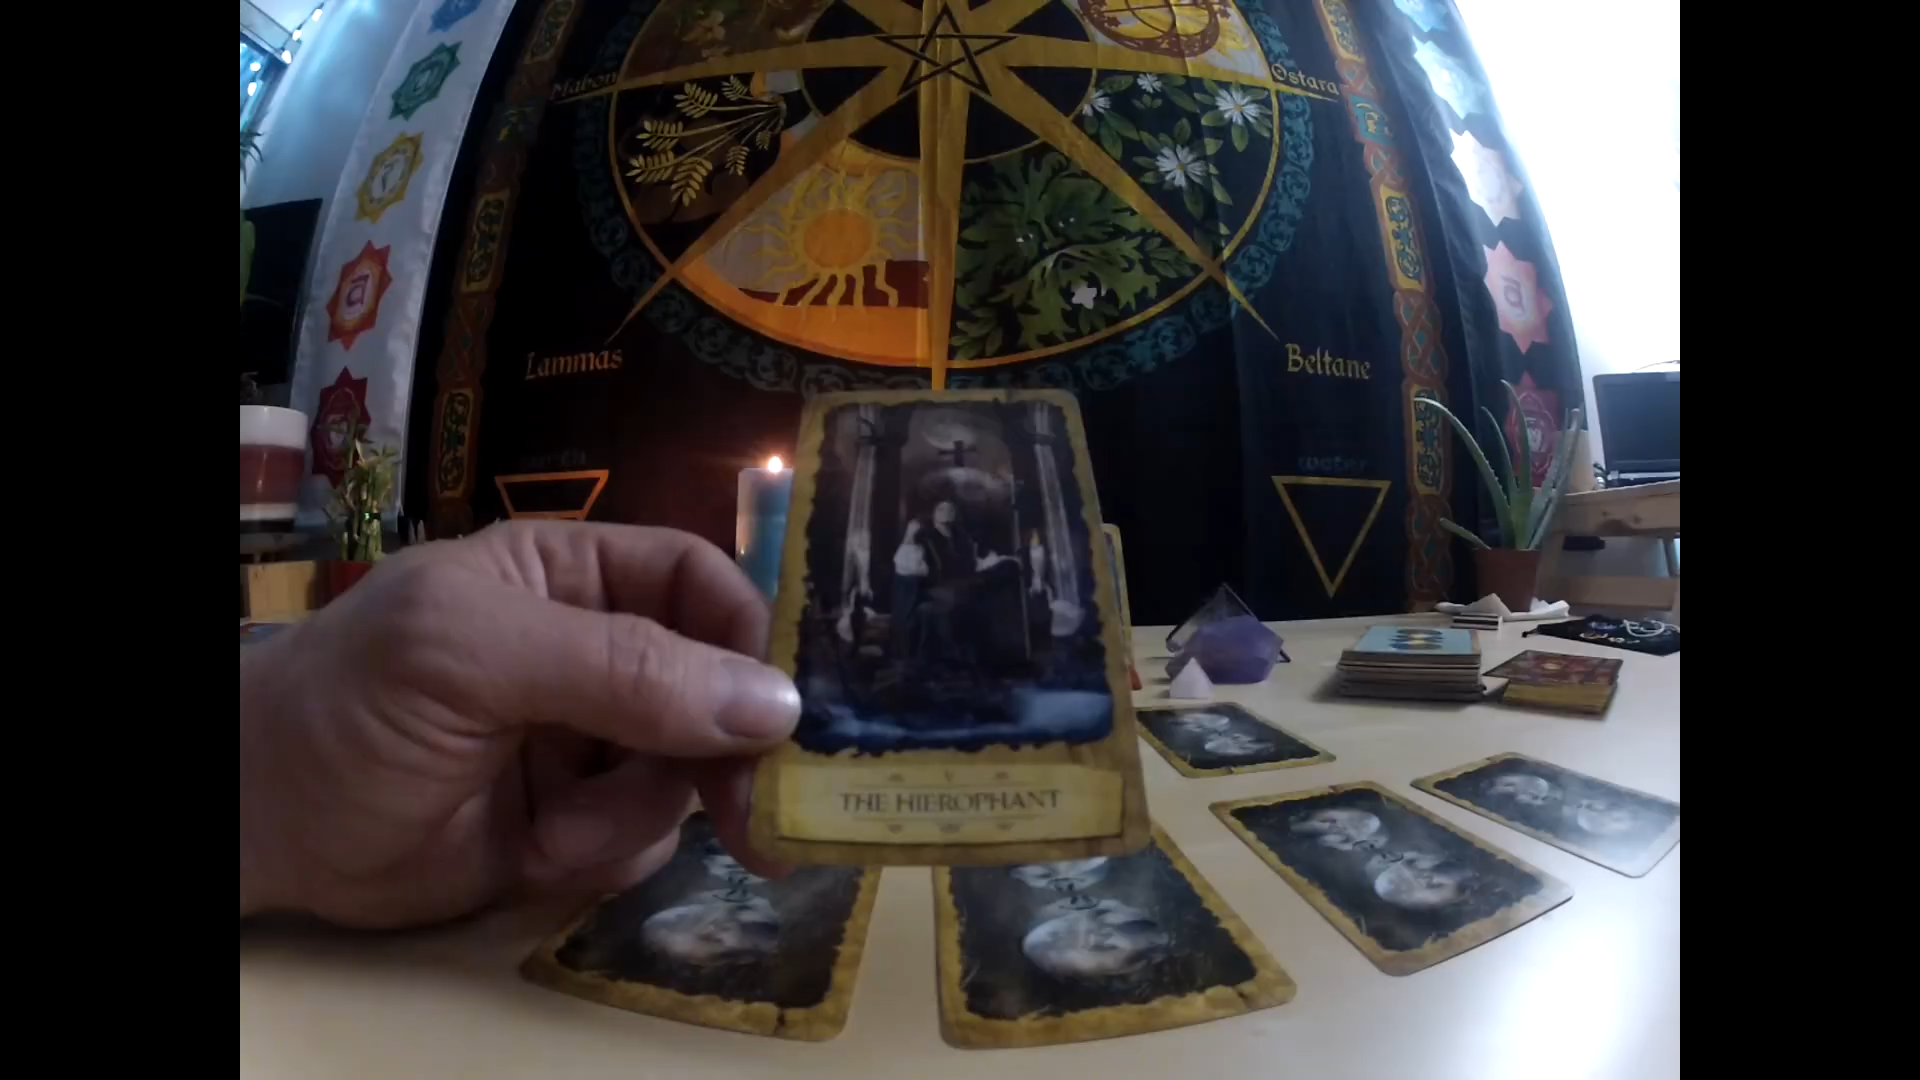 Mabon
Ostara
Lammas
Beltane
earth
water
V
THE HIEROPHANT